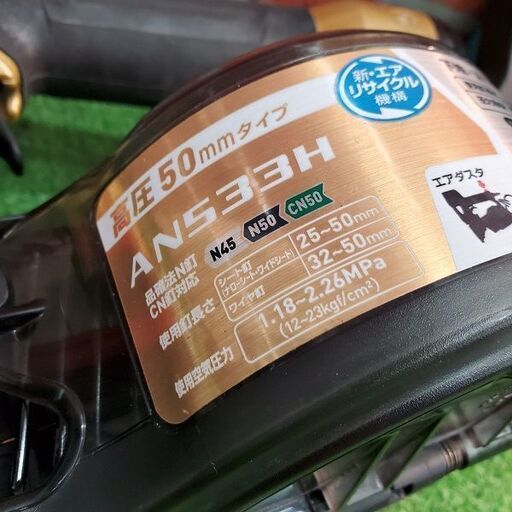 新・エア
リサイクル
機構
高圧 50mmタイプ
AN533H
エアダスタ
品確法N釘
CN釘対応
N45 N50 CN50
使用釘長さ
シート釘
(ナローシート・ワイドシート)
25~50mm
ワイヤ釘
32~50mm
使用空気圧力
1.18~2.26MPa
(12~23kgf/cm²)